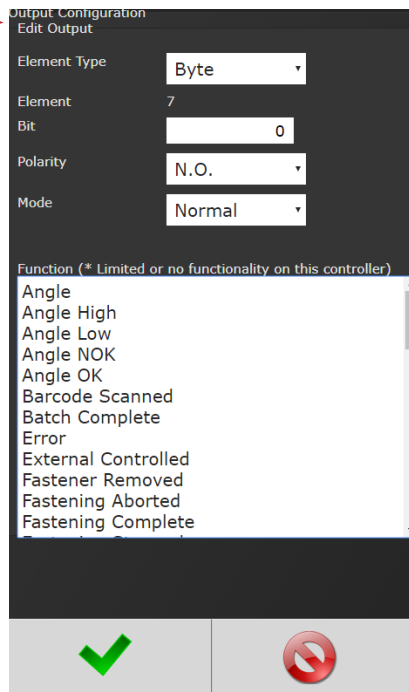 Output Configuration
Edit Output
Element Type
Byte
Element
7
Bit
0
Polarity
N.O.
Mode
Normal
Function (* Limited or no functionality on this controller)
Angle
Angle High
Angle Low
Angle NOK
Angle OK
Barcode Scanned
Batch Complete
Error
External Controlled
Fastener Removed
Fastening Aborted
Fastening Complete